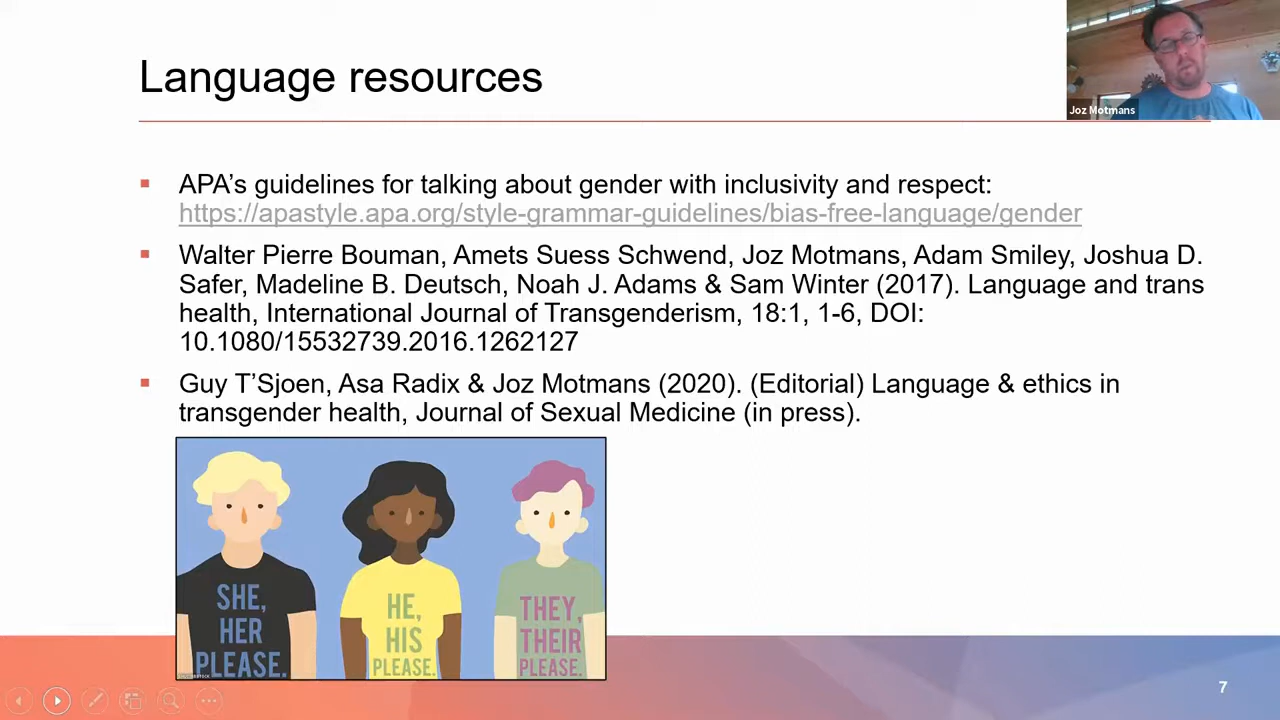 Language resources
Joz Motmans
APA's guidelines for talking about gender with inclusivity and respect:
https://apastyle.apa.org/style-grammar-guidelines/bias-free-language/gender
Walter Pierre Bouman, Amets Suess Schwend, Joz Motmans, Adam Smiley, Joshua D.
Safer, Madeline B. Deutsch, Noah J. Adams & Sam Winter (2017). Language and trans
health, International Journal of Transgenderism, 18:1, 1-6, DOI:
10.1080/15532739.2016.1262127
Guy T'Sjoen, Asa Radix & Joz Motmans (2020). (Editorial) Language & ethics in
transgender health, Journal of Sexual Medicine (in press).
SHE,
HER
PLEASE.
HE,
HIS
PLEASE.
THEY,
THEIR
PLEASE.
7